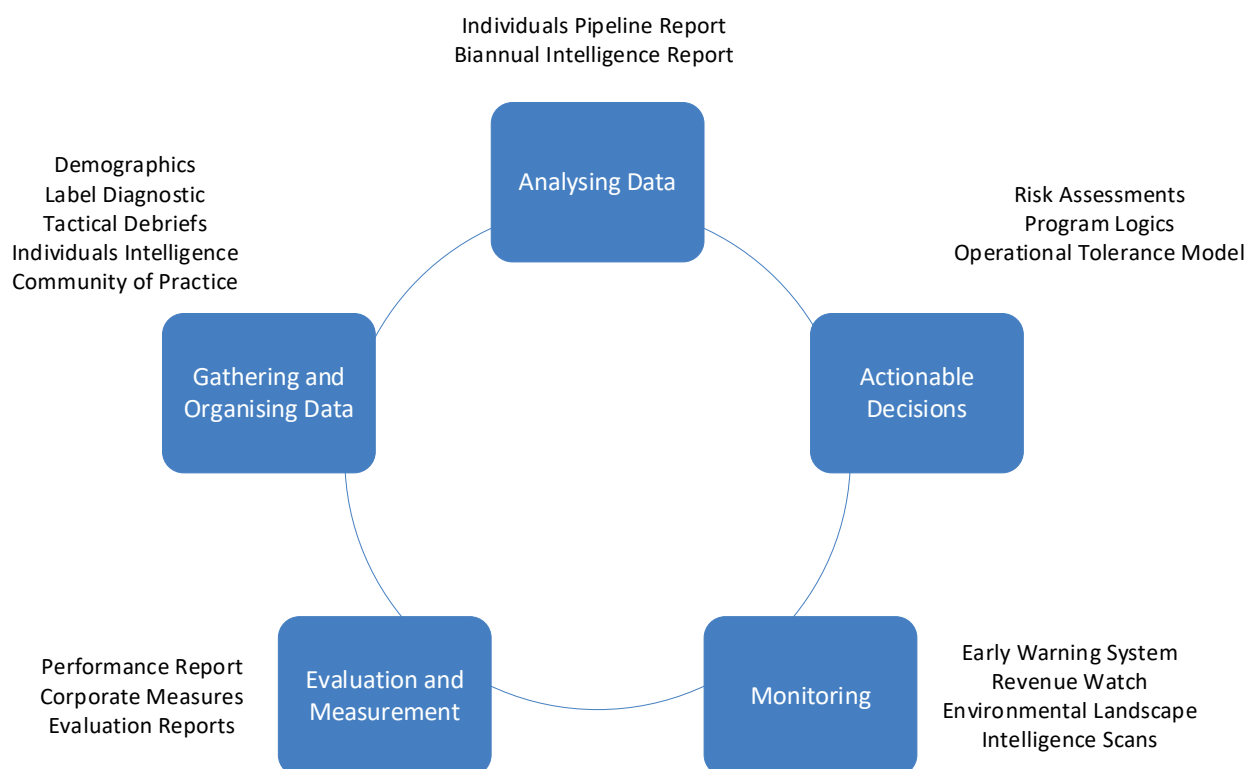 Individuals Pipeline Report
Biannual Intelligence Report
Analysing Data
Demographics
Label Diagnostic
Tactical Debriefs
Individuals Intelligence
Community of Practice
Risk Assessments
Program Logics
Operational Tolerance Model
Gathering and
Organising Data
Actionable
Decisions
Performance Report
Corporate Measures
Evaluation Reports
Evaluation and
Measurement
Monitoring
Early Warning System
Revenue Watch
Environmental Landscape
Intelligence Scans